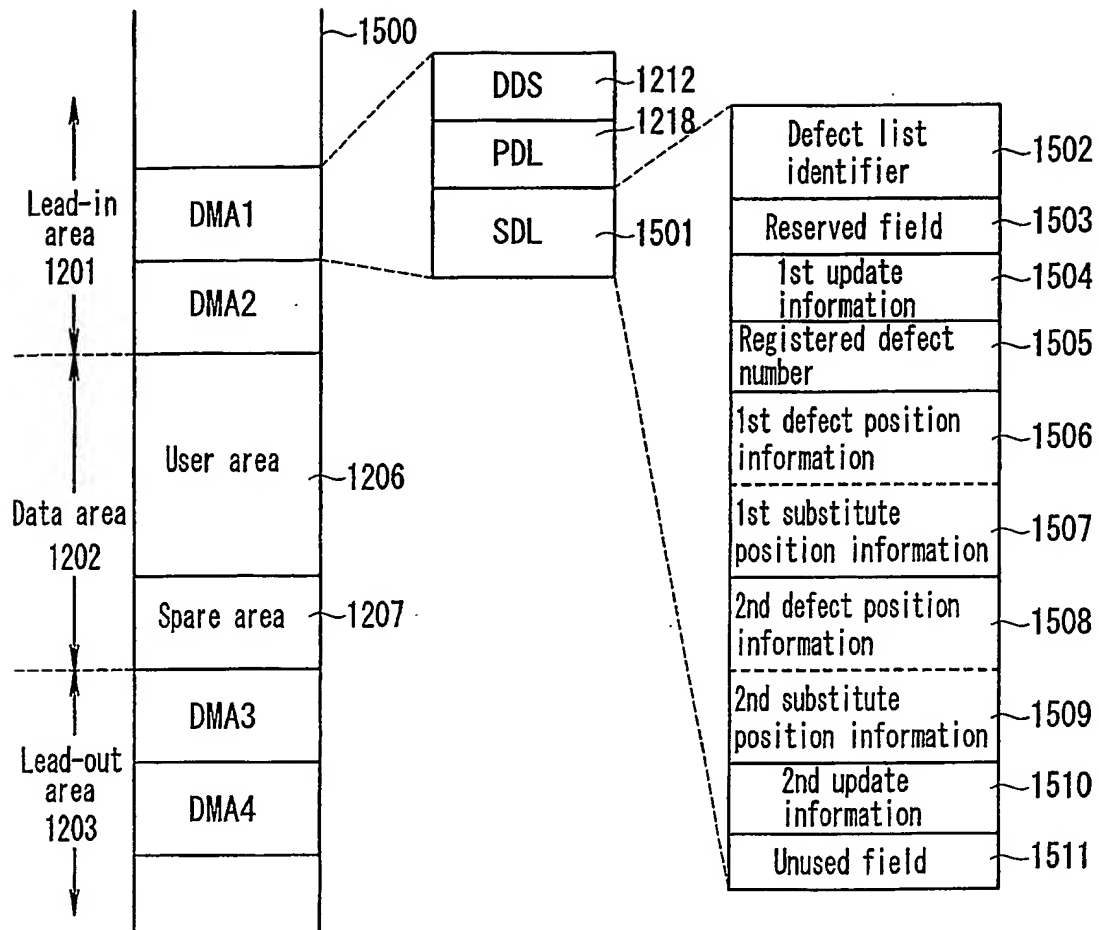 1500
Lead-in
area
1201
DMA1
DMA2
Data area
1202
User area
1206
Spare area
1207
Lead-out
area
1203
DMA3
DMA4
DDS
1212
PDL
1218
SDL
1501
Defect list
identifier
1502
Reserved field
1503
1st update
information
1504
Registered defect
number
1505
1st defect position
information
1506
1st substitute
position information
1507
2nd defect position
information
1508
2nd substitute
position information
1509
2nd update
information
1510
Unused field
1511